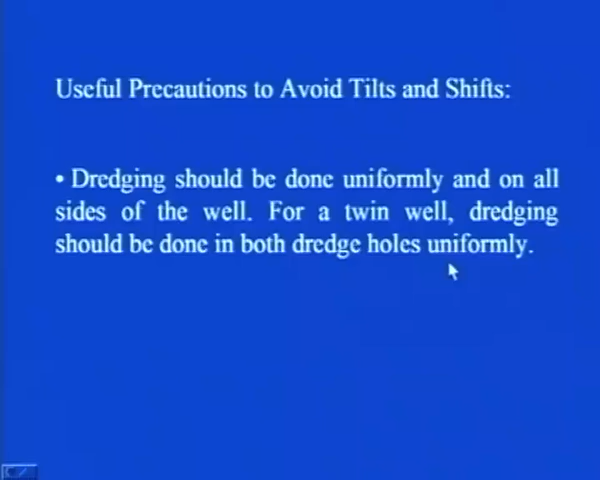 Useful Precautions to Avoid Tilts and Shifts:
• Dredging should be done uniformly and on all
sides of the well. For a twin well, dredging
should be done in both dredge holes uniformly.